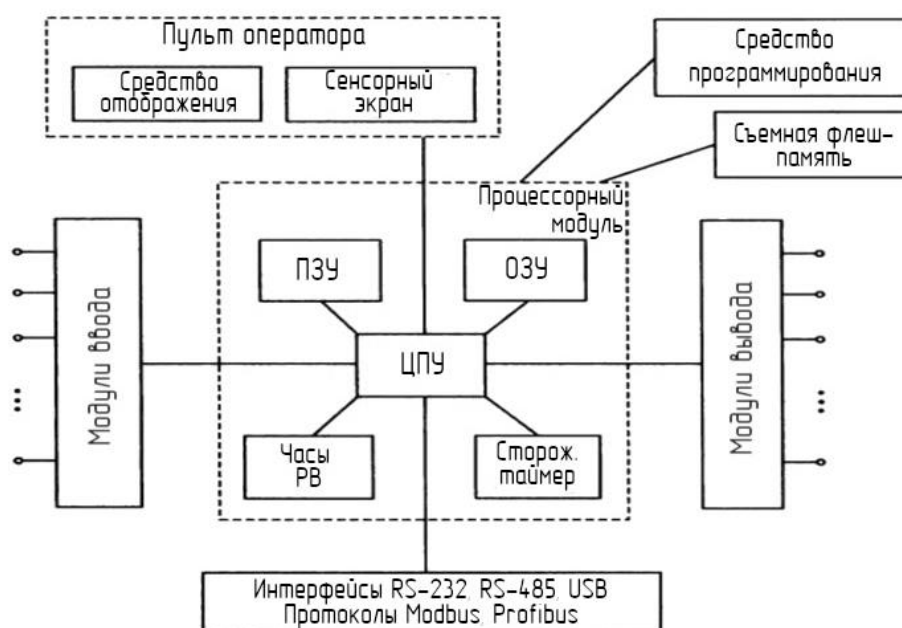 Пульт оператора
Средство
отображения
Сенсорный
экран
Средство
программирования
Съемная флеш-
память
Процессорный
модуль
ПЗУ
ОЗУ
Модули ввода
ЦПУ
Модули вывода
Часы
РВ
Сторож.
таймер
Интерфейсы RS-232, RS-485, USB
Протоколы Modbus, Profibus